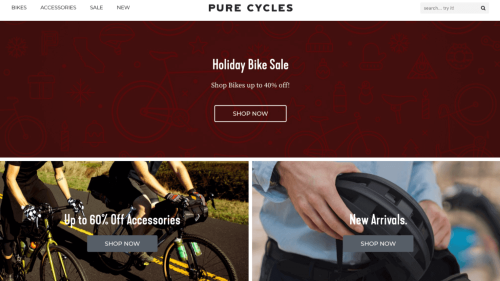 BIKES
ACCESSORIES
SALE
NEW
PURE CYCLES
search... try it!
Holiday Bike Sale
Shop Bikes up to 40% off!
SHOP NOW
Up to 60% Off Accessories
SHOP NOW
New Arrivals.
SHOP NOW